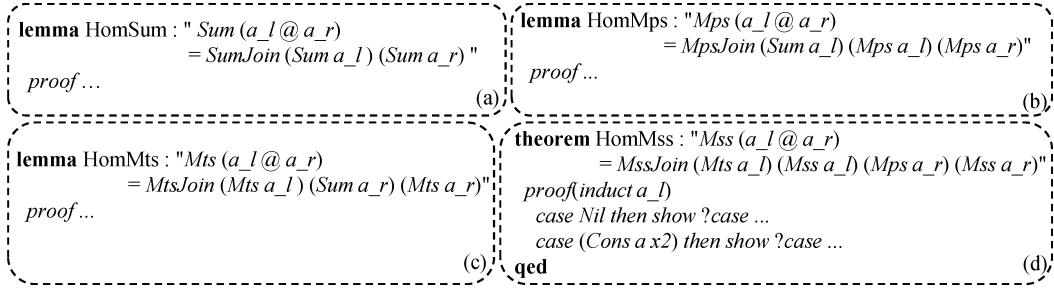 lemma HomSum : " Sum (a_l @ a_r)
= SumJoin (Sum a_l ) (Sum a_r) "
proof …
(a)
lemma HomMps : "Mps (a_l @ a_r)
= MpsJoin (Sum a_l) (Mps a_l) (Mps a_r)"
proof ...
(b)
lemma HomMts : "Mts (a_l @ a_r)
= MtsJoin (Mts a_l ) (Sum a_r) (Mts a_r)"
proof ...
(c)
theorem HomMss : "Mss (a_l @ a_r)
= MssJoin (Mts a_l) (Mss a_l) (Mps a_r) (Mss a_r)"
proof(induct a_l)
case Nil then show ?case ...
case (Cons a x2) then show ?case ...
qed
(d)